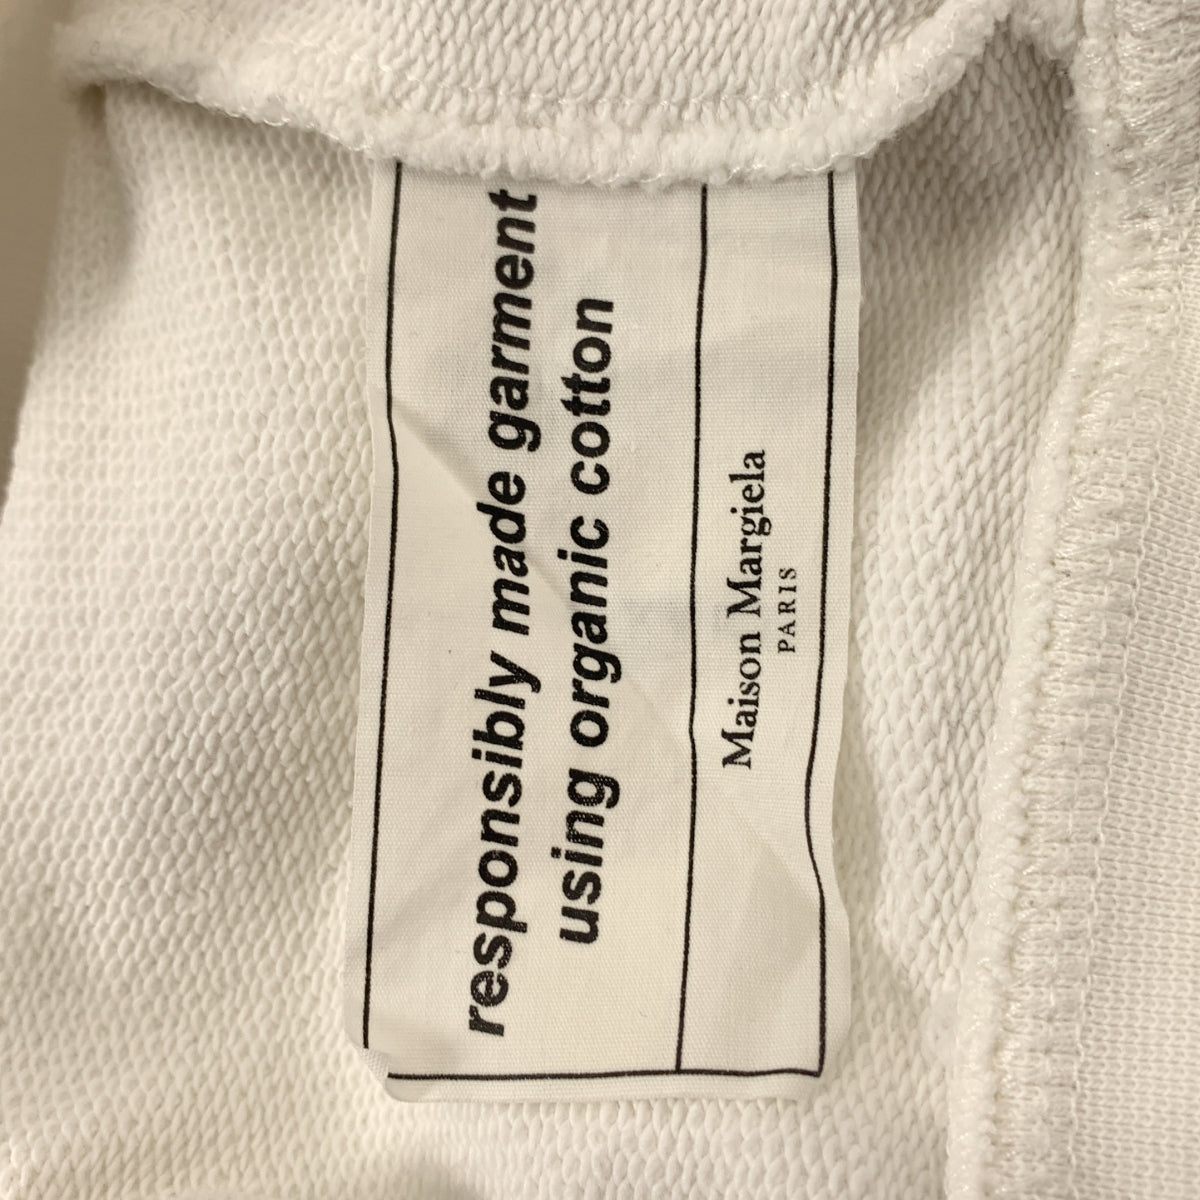 responsibly made garment
using organic cotton
Maison Margiela
PARIS